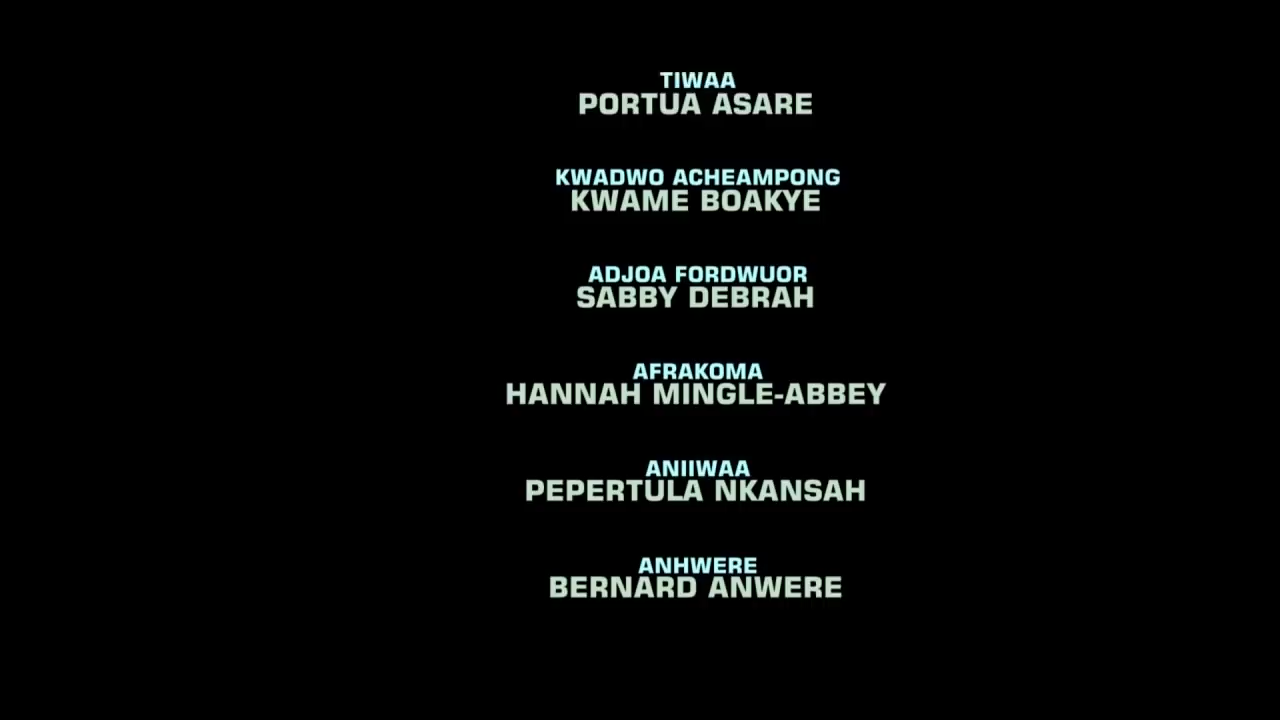 TIWAA
PORTUA ASARE
KWADWO ACHEAMPONG
KWAME BOAKYE
ADJOA FORDWUOR
SABBY DEBRAH
AFRAKOMA
HANNAH MINGLE-ABBEY
ANIIWAA
PEPERTULA NKANSAH
ANHWERE
BERNARD ANWERE